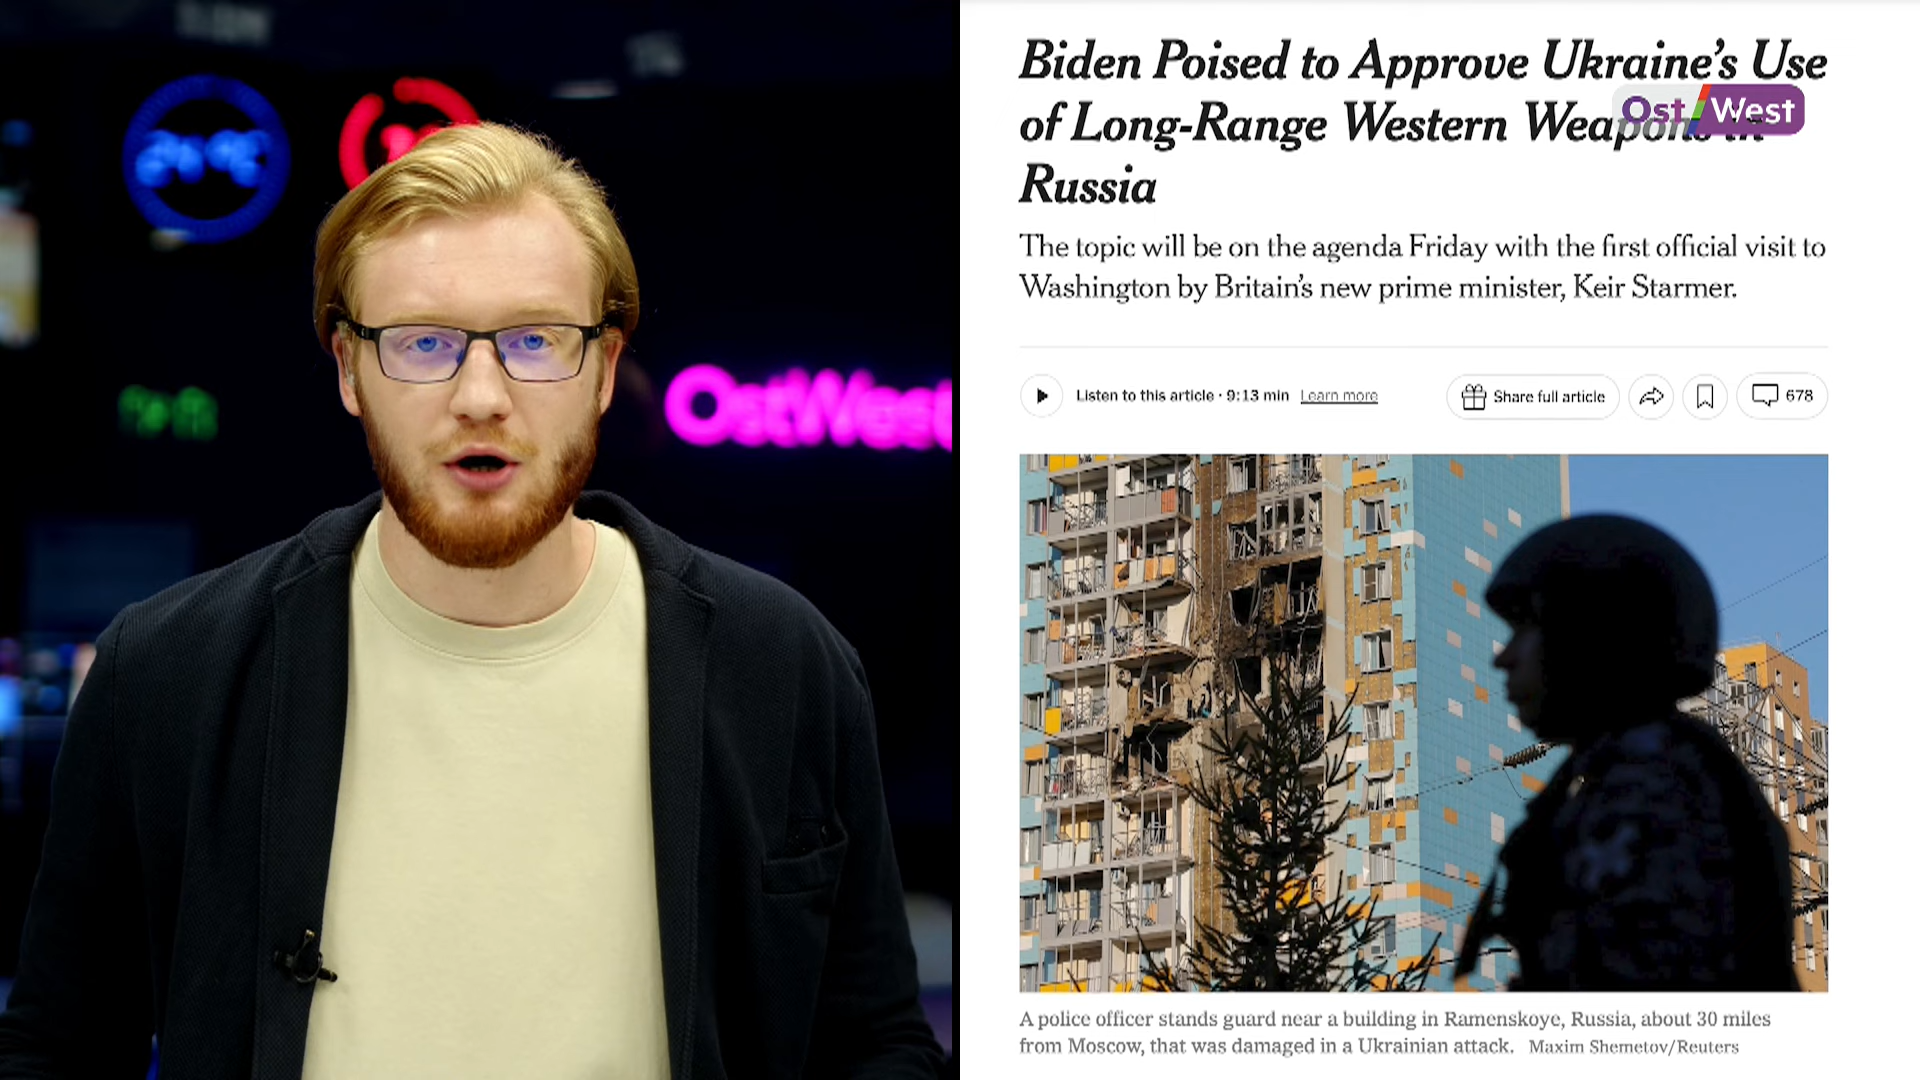 OstWest
Biden Poised to Approve Ukraine's Use
of Long-Range Western Weapons in
Russia
Ost West
The topic will be on the agenda Friday with the first official visit to
Washington by Britain's new prime minister, Keir Starmer.
Listen to this article · 9:13 min Learn more
Share full article
678
A police officer stands guard near a building in Ramenskoye, Russia, about 30 miles
from Moscow, that was damaged in a Ukrainian attack. Maxim Shemetov/Reuters